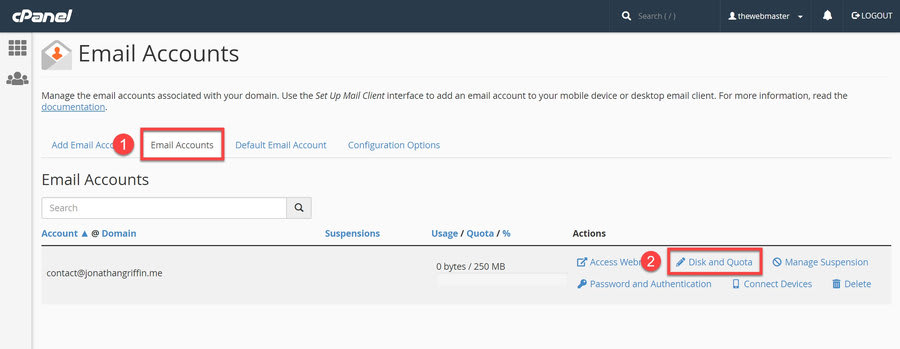 cPanel
Search ( / )
thewebmaster
LOGOUT
Email Accounts
Manage the email accounts associated with your domain. Use the Set Up Mail Client interface to add an email account to your mobile device or desktop email client. For more information, read the
documentation.
Add Email
1
Email Accounts
Default Email Account
Configuration Options
Email Accounts
Search
Account ▲ @ Domain
Suspensions
Usage / Quota / %
Actions
contact@jonathangriffin.me
0 bytes / 250 MB
Access
2
Disk and Quota
Manage Suspension
Password and Authentication
Connect Devices
Delete